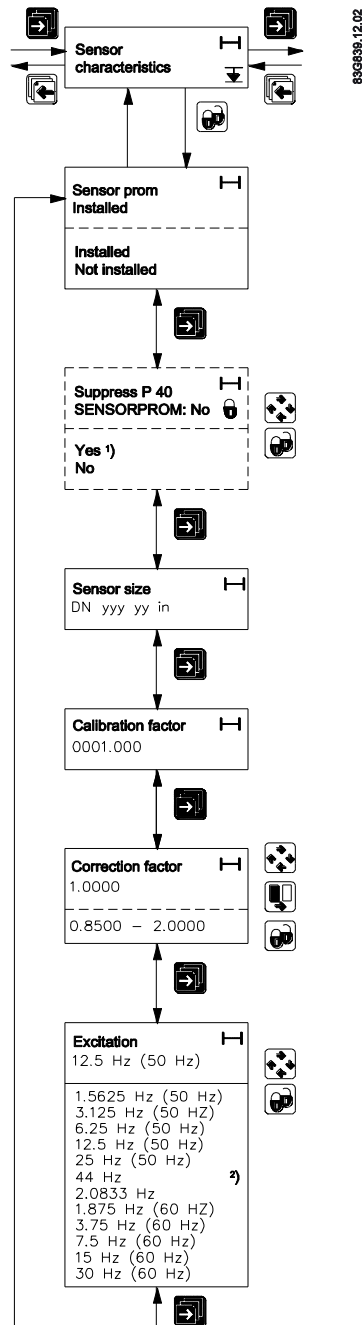 83G839.12.02
Sensor
characteristics
Sensor prom
Installed
Installed
Not installed
Suppress P 40
SENSORPROM: No
Yes ¹)
No
Sensor size
DN yyy yy in
Calibration factor
0001.000
Correction factor
1.0000
0.8500 – 2.0000
Excitation
12.5 Hz (50 Hz)
1.5625 Hz (50 Hz)
3.125 Hz (50 HZ)
6.25 Hz (50 Hz)
12.5 Hz (50 Hz)
25 Hz (50 Hz)
44 Hz ²)
2.0833 Hz
1.875 Hz (60 HZ)
3.75 Hz (60 Hz)
7.5 Hz (60 Hz)
15 Hz (60 Hz)
30 Hz (60 Hz)